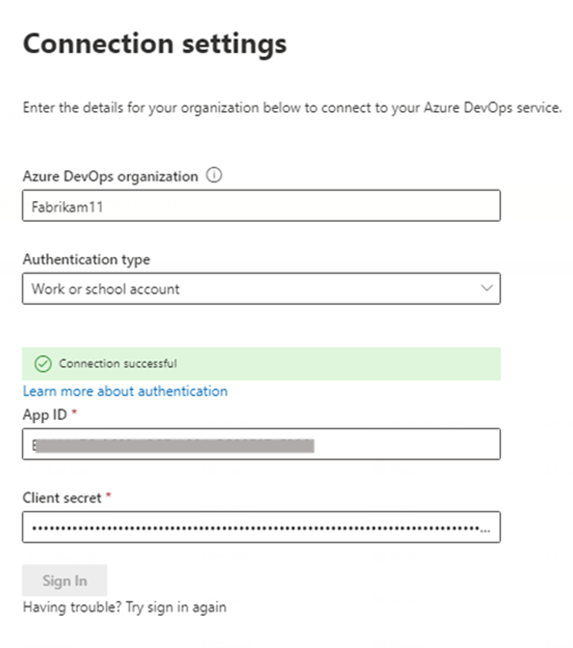 Connection settings
Enter the details for your organization below to connect to your Azure DevOps service.
Azure DevOps organization
Fabrikam11
Authentication type
Work or school account
Connection successful
Learn more about authentication
App ID *
Client secret *
••••••••••••••••••••••••••••••••••••••••••••••••••••••••••••••••••••••••••••••...
Sign In
Having trouble? Try sign in again